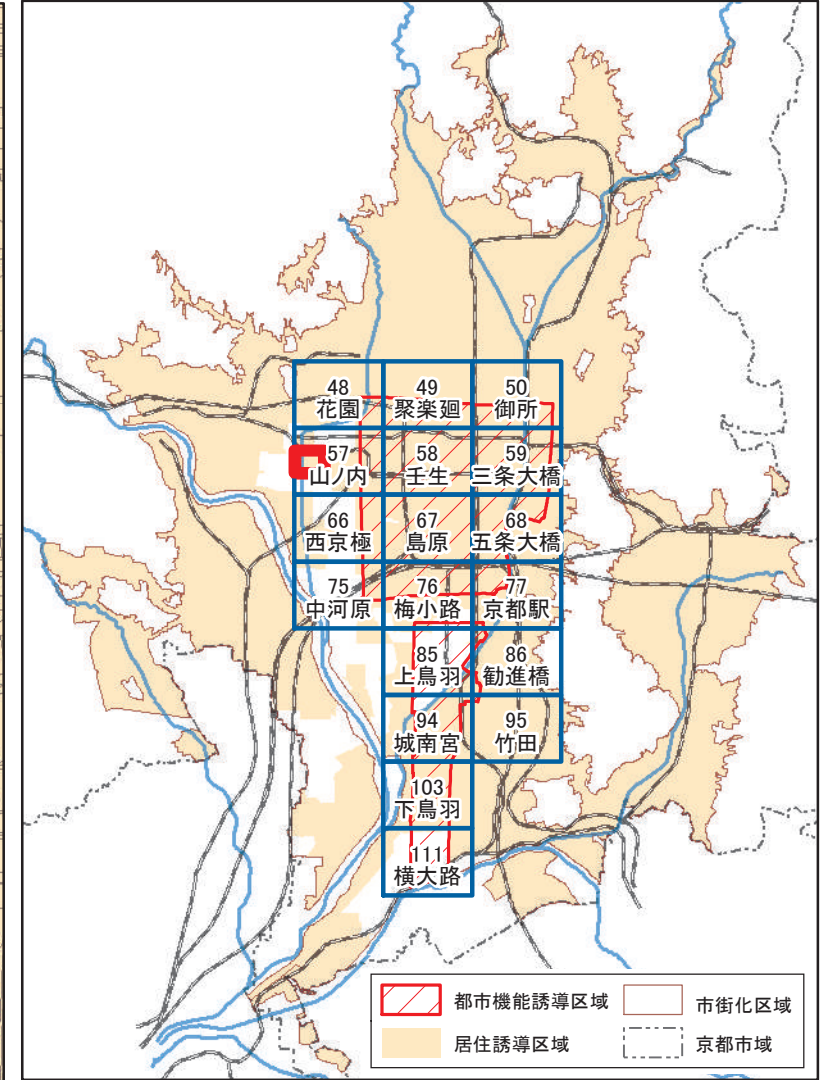 48
花園
49
聚楽廻
50
御所
57
山ノ内
58
壬生
59
三条大橋
66
西京極
67
島原
68
五条大橋
75
中河原
76
梅小路
77
京都駅
85
上鳥羽
86
勧進橋
94
城南宮
95
竹田
103
下鳥羽
111
横大路
都市機能誘導区域
市街化区域
居住誘導区域
京都市域